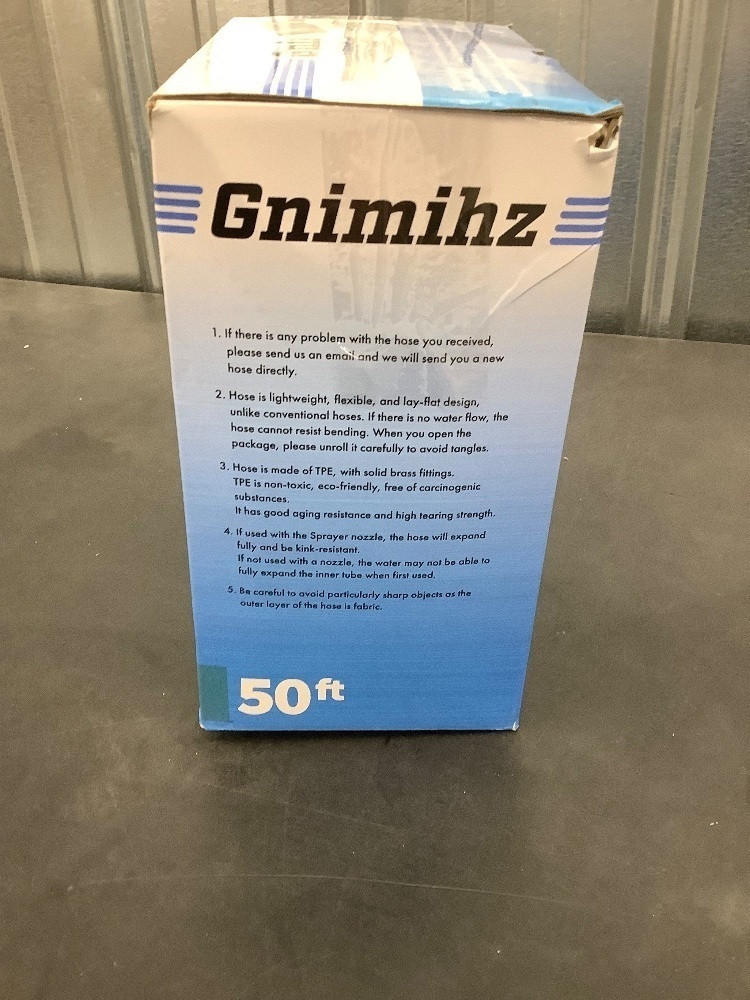 Gnimihz
1. If there is any problem with the hose you received,
please send us an email and we will send you a new
hose directly.
2. Hose is lightweight, flexible, and lay-flat design,
unlike conventional hoses. If there is no water flow, the
hose cannot resist bending. When you open the
package, please unroll it carefully to avoid tangles.
3. Hose is made of TPE, with solid brass fittings.
TPE is non-toxic, eco-friendly, free of carcinogenic
substances.
It has good aging resistance and high tearing strength.
4. If used with the Sprayer nozzle, the hose will expand
fully and be kink-resistant.
If not used with a nozzle, the water may not be able to
fully expand the inner tube when first used.
5. Be careful to avoid particularly sharp objects as the
outer layer of the hose is fabric.
50ft